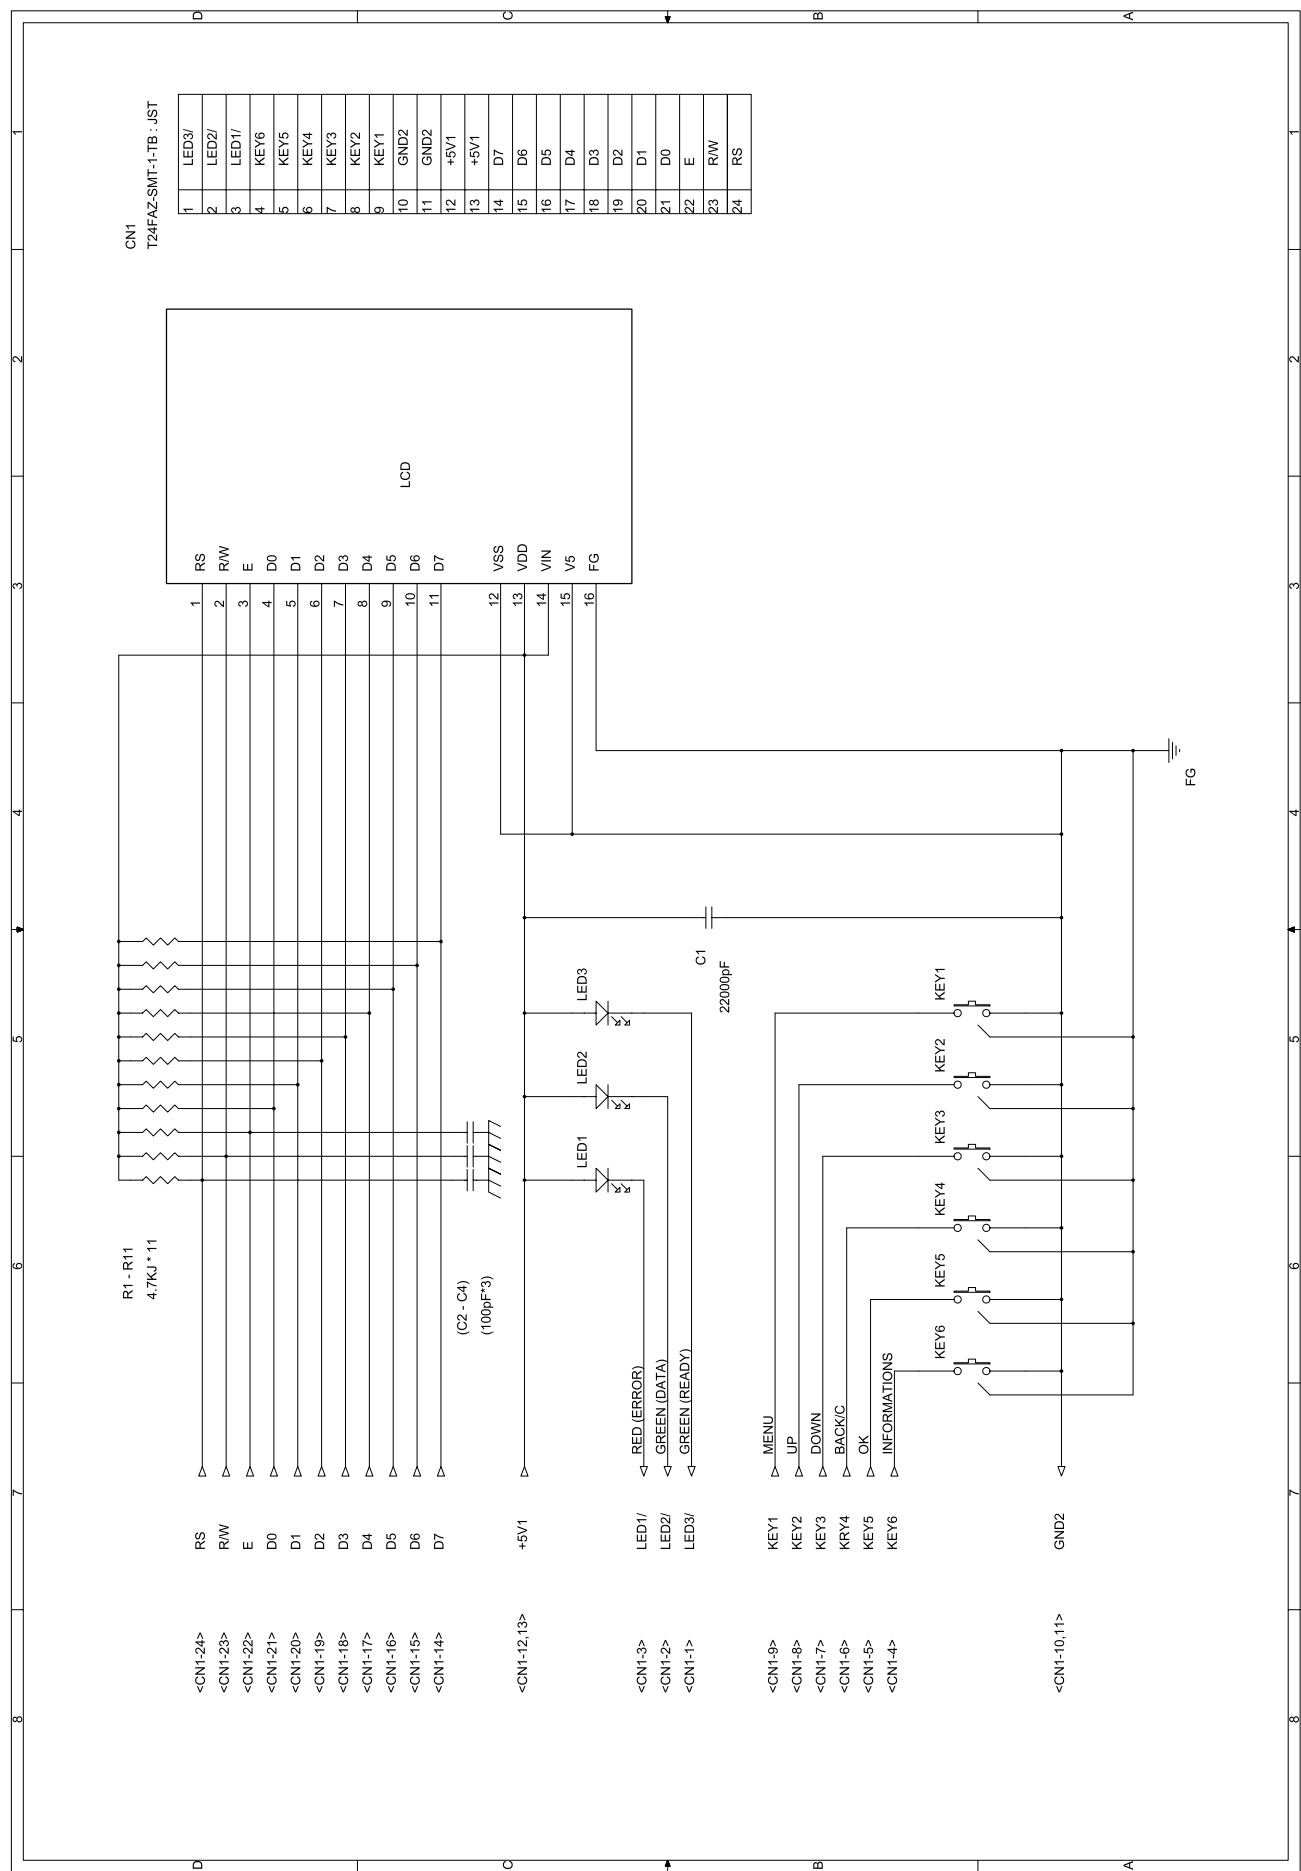 D
C
B
A
1
2
3
4
5
6
7
8
CN1
T24FAZ-SMT-1-TB : JST
1 LED3/
2 LED2/
3 LED1/
4 KEY6
5 KEY5
6 KEY4
7 KEY3
8 KEY2
9 KEY1
10 GND2
11 GND2
12 +5V1
13 +5V1
14 D7
15 D6
16 D5
17 D4
18 D3
19 D2
20 D1
21 D0
22 E
23 R/W
24 RS
LCD
1 RS
2 R/W
3 E
4 D0
5 D1
6 D2
7 D3
8 D4
9 D5
10 D6
11 D7
12 VSS
13 VDD
14 VIN
15 V5
16 FG
R1 - R11
4.7KJ * 11
(C2 - C4)
(100pF*3)
LED1
LED2
LED3
C1
22000pF
FG
KEY1
KEY2
KEY3
KEY4
KEY5
KEY6
<CN1-24> RS
<CN1-23> R/W
<CN1-22> E
<CN1-21> D0
<CN1-20> D1
<CN1-19> D2
<CN1-18> D3
<CN1-17> D4
<CN1-16> D5
<CN1-15> D6
<CN1-14> D7
<CN1-12,13> +5V1
<CN1-3> LED1/ RED (ERROR)
<CN1-2> LED2/ GREEN (DATA)
<CN1-1> LED3/ GREEN (READY)
<CN1-9> KEY1 MENU
<CN1-8> KEY2 UP
<CN1-7> KEY3 DOWN
<CN1-6> KRY4 BACK/C
<CN1-5> KEY5 OK
<CN1-4> KEY6 INFORMATIONS
<CN1-10,11> GND2
1
2
3
4
5
6
7
8
D
C
B
A